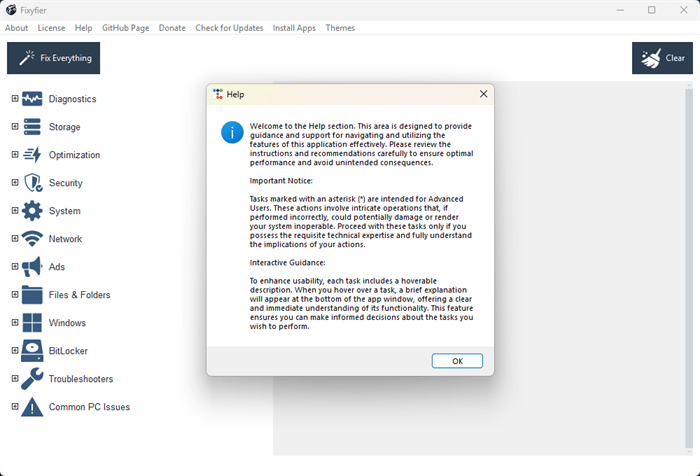 Fixyfier
About License Help GitHub Page Donate Check for Updates Install Apps Themes
Fix Everything
Clear
Diagnostics
Storage
Optimization
Security
System
Network
Ads
Files & Folders
Windows
BitLocker
Troubleshooters
Common PC Issues
Help
Welcome to the Help section. This area is designed to provide
guidance and support for navigating and utilizing the
features of this application effectively. Please review the
instructions and recommendations carefully to ensure optimal
performance and avoid unintended consequences.
Important Notice:
Tasks marked with an asterisk (*) are intended for Advanced
Users. These actions involve intricate operations that, if
performed incorrectly, could potentially damage or render
your system inoperable. Proceed with these tasks only if you
possess the requisite technical expertise and fully understand
the implications of your actions.
Interactive Guidance:
To enhance usability, each task includes a hoverable
description. When you hover over a task, a brief explanation
will appear at the bottom of the app window, offering a clear
and immediate understanding of its functionality. This feature
ensures you can make informed decisions about the tasks you
wish to perform.
OK